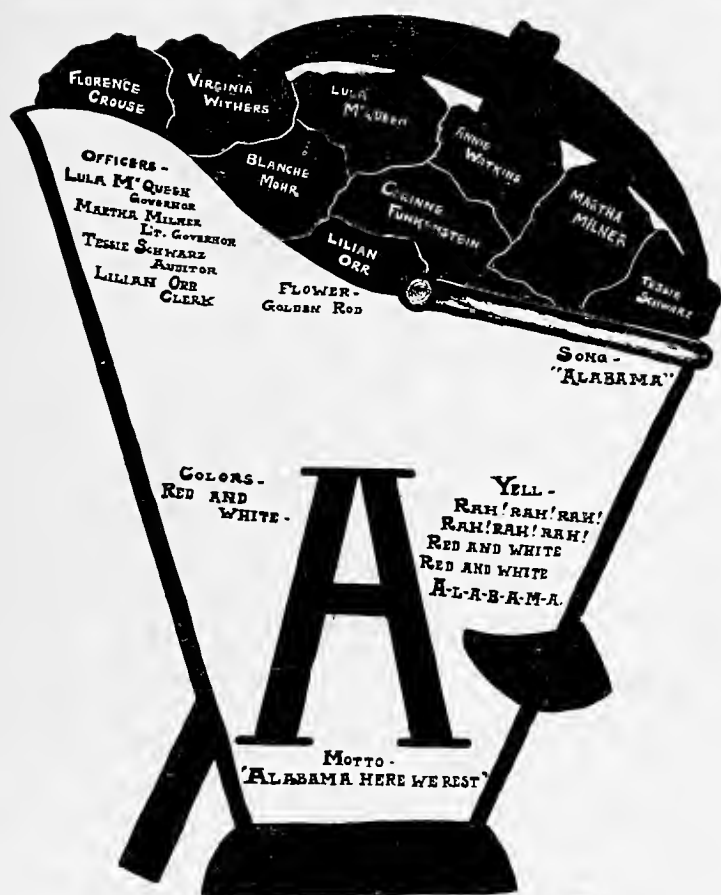 FLORENCE
CROUSE
VIRGINIA
WITHERS
LULA
McQUEEN
ANNIE
WATKINS
BLANCHE
MOHR
CORINNE
FUNKENSTEIN
MARTHA
MILNER
LILIAN
ORR
TESSIE
SCHWARZ
OFFICERS-
LULA McQUEEN
GOVERNOR
MARTHA MILNER
LT. GOVERNOR
TESSIE SCHWARZ
AUDITOR
LILIAN ORR
CLERK
FLOWER-
GOLDEN ROD
SONG-
"ALABAMA"
COLORS-
RED AND
WHITE-
A
YELL-
RAH! RAH! RAH!
RAH! RAH! RAH!
RED AND WHITE
RED AND WHITE
A-L-A-B-A-M-A.
MOTTO-
"ALABAMA HERE WE REST"